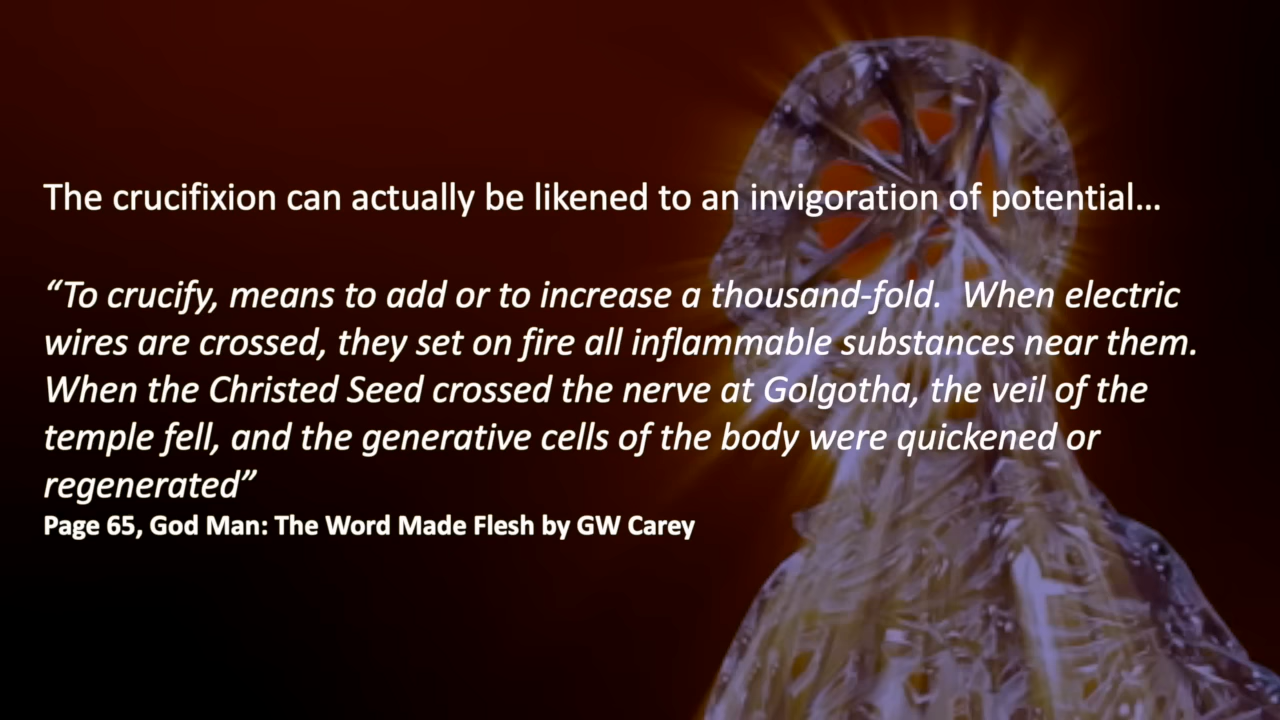 The crucifixion can actually be likened to an invigoration of potential…
“To crucify, means to add or to increase a thousand-fold.  When electric
wires are crossed, they set on fire all inflammable substances near them.
When the Christed Seed crossed the nerve at Golgotha, the veil of the
temple fell, and the generative cells of the body were quickened or
regenerated”
Page 65, God Man: The Word Made Flesh by GW Carey